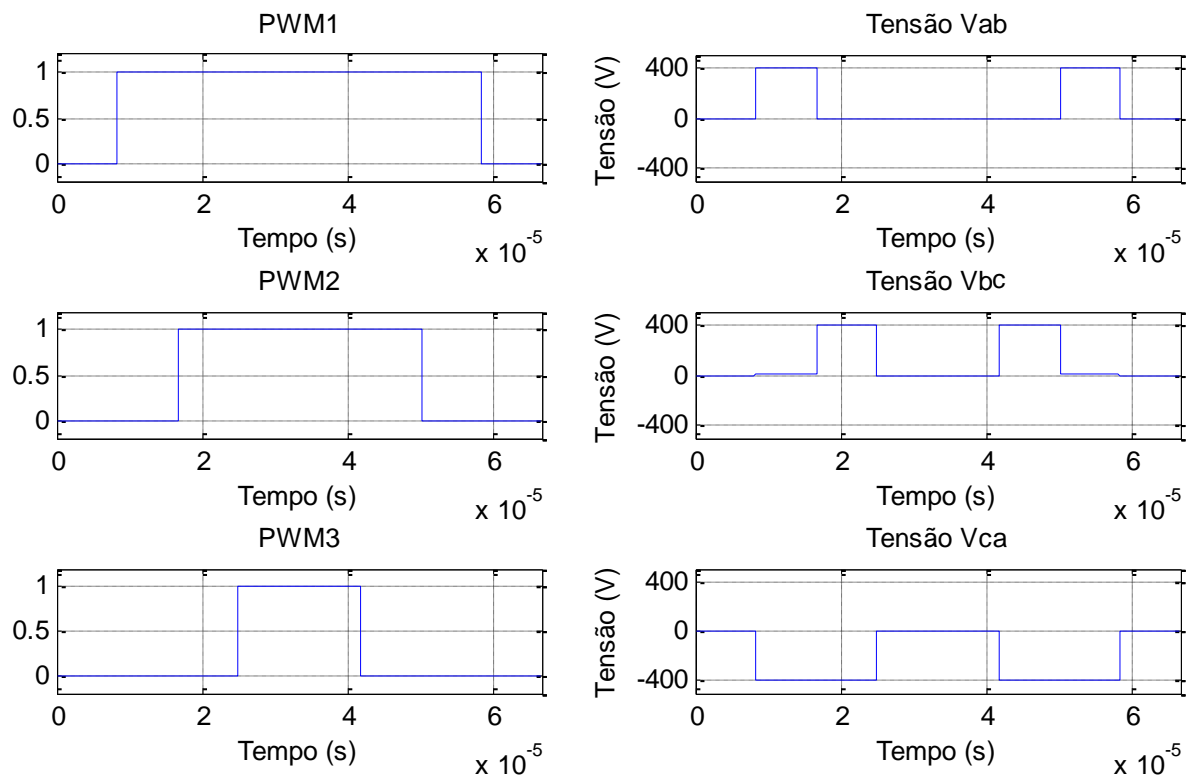 PWM1
1
0.5
0
0 2 4 6
Tempo (s)
x 10^-5
Tensão Vab
Tensão (V)
400
0
-400
0 2 4 6
Tempo (s)
x 10^-5
PWM2
1
0.5
0
0 2 4 6
Tempo (s)
x 10^-5
Tensão Vbc
Tensão (V)
400
0
-400
0 2 4 6
Tempo (s)
x 10^-5
PWM3
1
0.5
0
0 2 4 6
Tempo (s)
x 10^-5
Tensão Vca
Tensão (V)
400
0
-400
0 2 4 6
Tempo (s)
x 10^-5